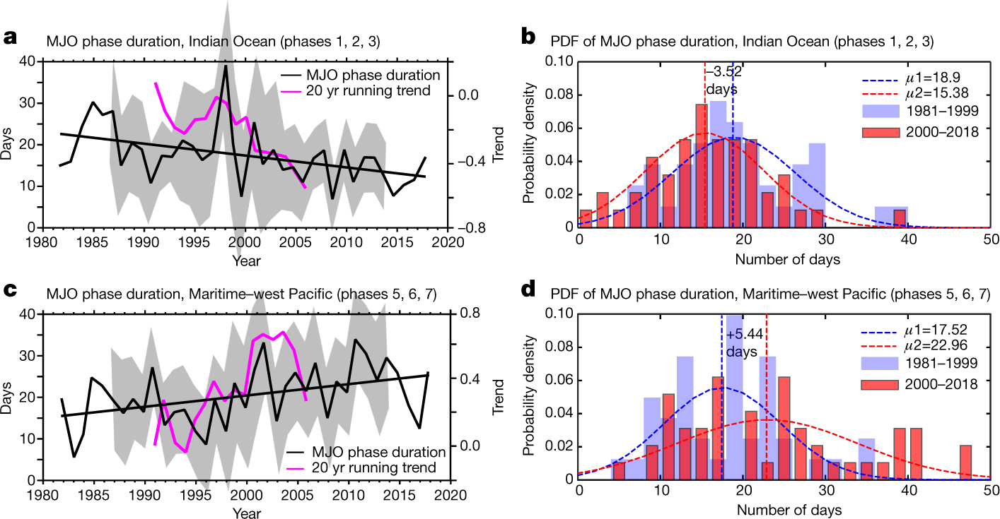 a MJO phase duration, Indian Ocean (phases 1, 2, 3)
40
30
20
10
0
Days
MJO phase duration
20 yr running trend
0.0
–0.4
–0.8
Trend
1980 1985 1990 1995 2000 2005 2010 2015 2020
Year
b PDF of MJO phase duration, Indian Ocean (phases 1, 2, 3)
0.10
0.08
0.06
0.04
0.02
0
Probability density
–3.52
days
μ1=18.9
μ2=15.38
1981–1999
2000–2018
0 10 20 30 40 50
Number of days
c MJO phase duration, Maritime–west Pacific (phases 5, 6, 7)
40
30
20
10
0
Days
MJO phase duration
20 yr running trend
0.8
0.4
0.0
Trend
1980 1985 1990 1995 2000 2005 2010 2015 2020
Year
d PDF of MJO phase duration, Maritime–west Pacific (phases 5, 6, 7)
0.10
0.08
0.06
0.04
0.02
0
Probability density
+5.44
days
μ1=17.52
μ2=22.96
1981–1999
2000–2018
0 10 20 30 40 50
Number of days